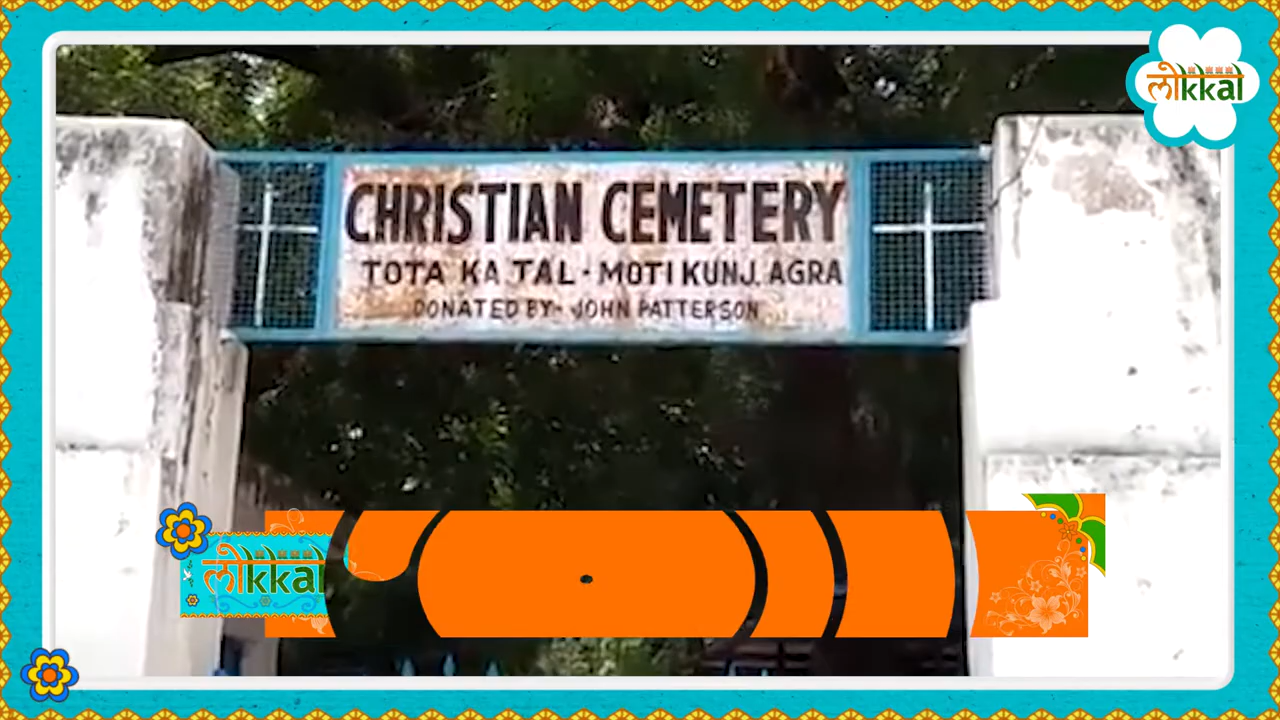 लोkkal
CHRISTIAN CEMETERY
TOTA KA TAL - MOTI KUNJ, AGRA
DONATED BY:- JOHN PATTERSON
लोkkal